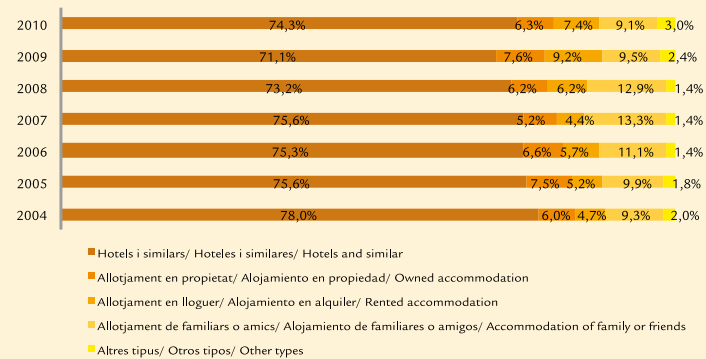 2010 74,3% 6,3% 7,4% 9,1% 3,0%
2009 71,1% 7,6% 9,2% 9,5% 2,4%
2008 73,2% 6,2% 6,2% 12,9% 1,4%
2007 75,6% 5,2% 4,4% 13,3% 1,4%
2006 75,3% 6,6% 5,7% 11,1% 1,4%
2005 75,6% 7,5% 5,2% 9,9% 1,8%
2004 78,0% 6,0% 4,7% 9,3% 2,0%
Hotels i similars/ Hoteles i similares/ Hotels and similar
Allotjament en propietat/ Alojamiento en propiedad/ Owned accommodation
Allotjament en lloguer/ Alojamiento en alquiler/ Rented accommodation
Allotjament de familiars o amics/ Alojamiento de familiares o amigos/ Accommodation of family or friends
Altres tipus/ Otros tipos/ Other types